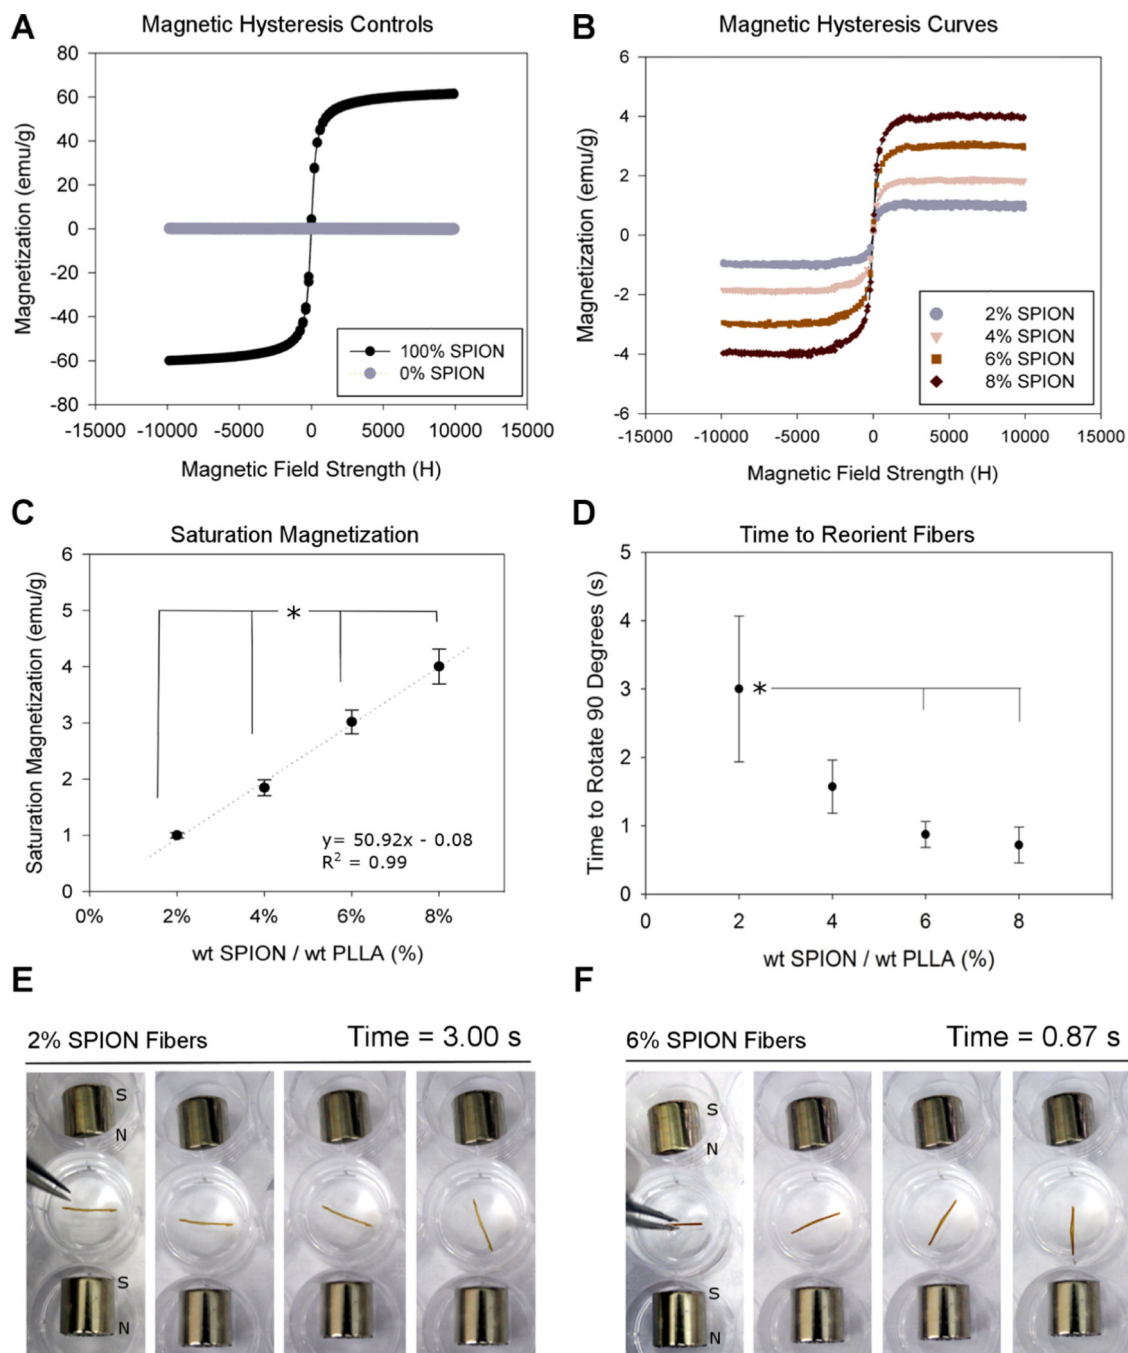 A
Magnetic Hysteresis Controls
Magnetization (emu/g)
80
60
40
20
0
-20
-40
-60
-80
100% SPION
0% SPION
-15000 -10000 -5000 0 5000 10000 15000
Magnetic Field Strength (H)
B
Magnetic Hysteresis Curves
Magnetization (emu/g)
6
4
2
0
-2
-4
-6
2% SPION
4% SPION
6% SPION
8% SPION
-15000 -10000 -5000 0 5000 10000 15000
Magnetic Field Strength (H)
C
Saturation Magnetization
Saturation Magnetization (emu/g)
6
5
4
3
2
1
0
*
y= 50.92x - 0.08
R² = 0.99
0% 2% 4% 6% 8%
wt SPION / wt PLLA (%)
D
Time to Reorient Fibers
Time to Rotate 90 Degrees (s)
5
4
3
2
1
0
*
0 2 4 6 8
wt SPION / wt PLLA (%)
E
2% SPION Fibers Time = 3.00 s
S
N
S
N
F
6% SPION Fibers Time = 0.87 s
S
N
S
N